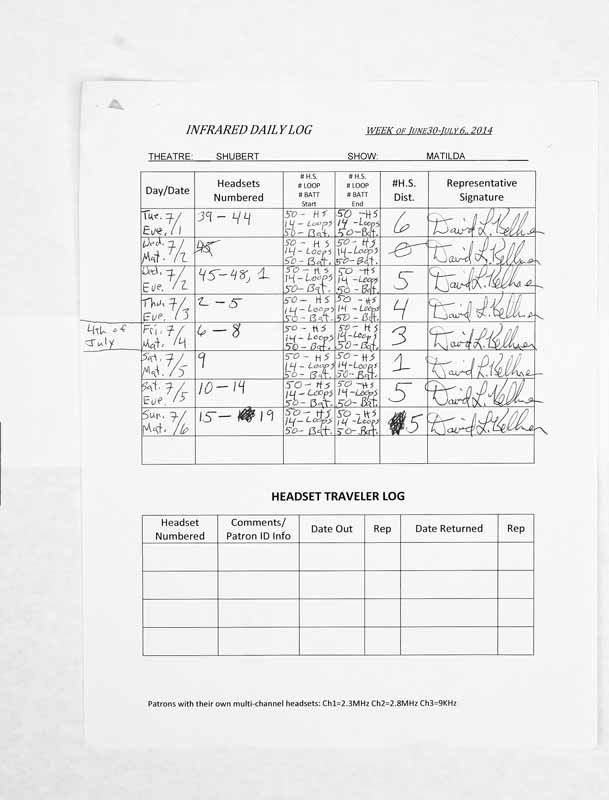 INFRARED DAILY LOG WEEK OF JUNE30-JULY 6, 2014
THEATRE: SHUBERT SHOW: MATILDA
Day/Date Headsets Numbered # H.S. # LOOP # BATT Start # H.S. # LOOP # BATT End #H.S. Dist. Representative Signature
Tue. 7/1 Eve. 39-44 50-HS 14-Loops 50-Bat. 50-HS 14-Loops 50-Bat. 6 David L. Kellner
Wed. 7/2 Mat. 50-HS 14-Loops 50-Bat. 50-HS 14-Loops 50-Bat. 0 David L. Kellner
Wed. 7/2 Eve. 45-48, 1 50-HS 14-Loops 50-Bat. 50-HS 14-Loops 50-Bat. 5 David L. Kellner
Thu. 7/3 Eve. 2-5 50-HS 14-Loops 50-Bat. 50-HS 14-Loops 50-Bat. 4 David L. Kellner
4th of July Fri. 7/4 Mat. 6-8 50-HS 14-Loops 50-Bat. 50-HS 14-Loops 50-Bat. 3 David L. Kellner
Sat. 7/5 Mat. 9 50-HS 14-Loops 50-Bat. 50-HS 14-Loops 50-Bat. 1 David L. Kellner
Sat. 7/5 Eve. 10-14 50-HS 14-Loops 50-Bat. 50-HS 14-Loops 50-Bat. 5 David L. Kellner
Sun. 7/6 Mat. 15-19 50-HS 14-Loops 50-Bat. 50-HS 14-Loops 50-Bat. 5 David L. Kellner
HEADSET TRAVELER LOG
Headset Numbered Comments/ Patron ID Info Date Out Rep Date Returned Rep
Patrons with their own multi-channel headsets: Ch1=2.3MHz Ch2=2.8MHz Ch3=9KHz